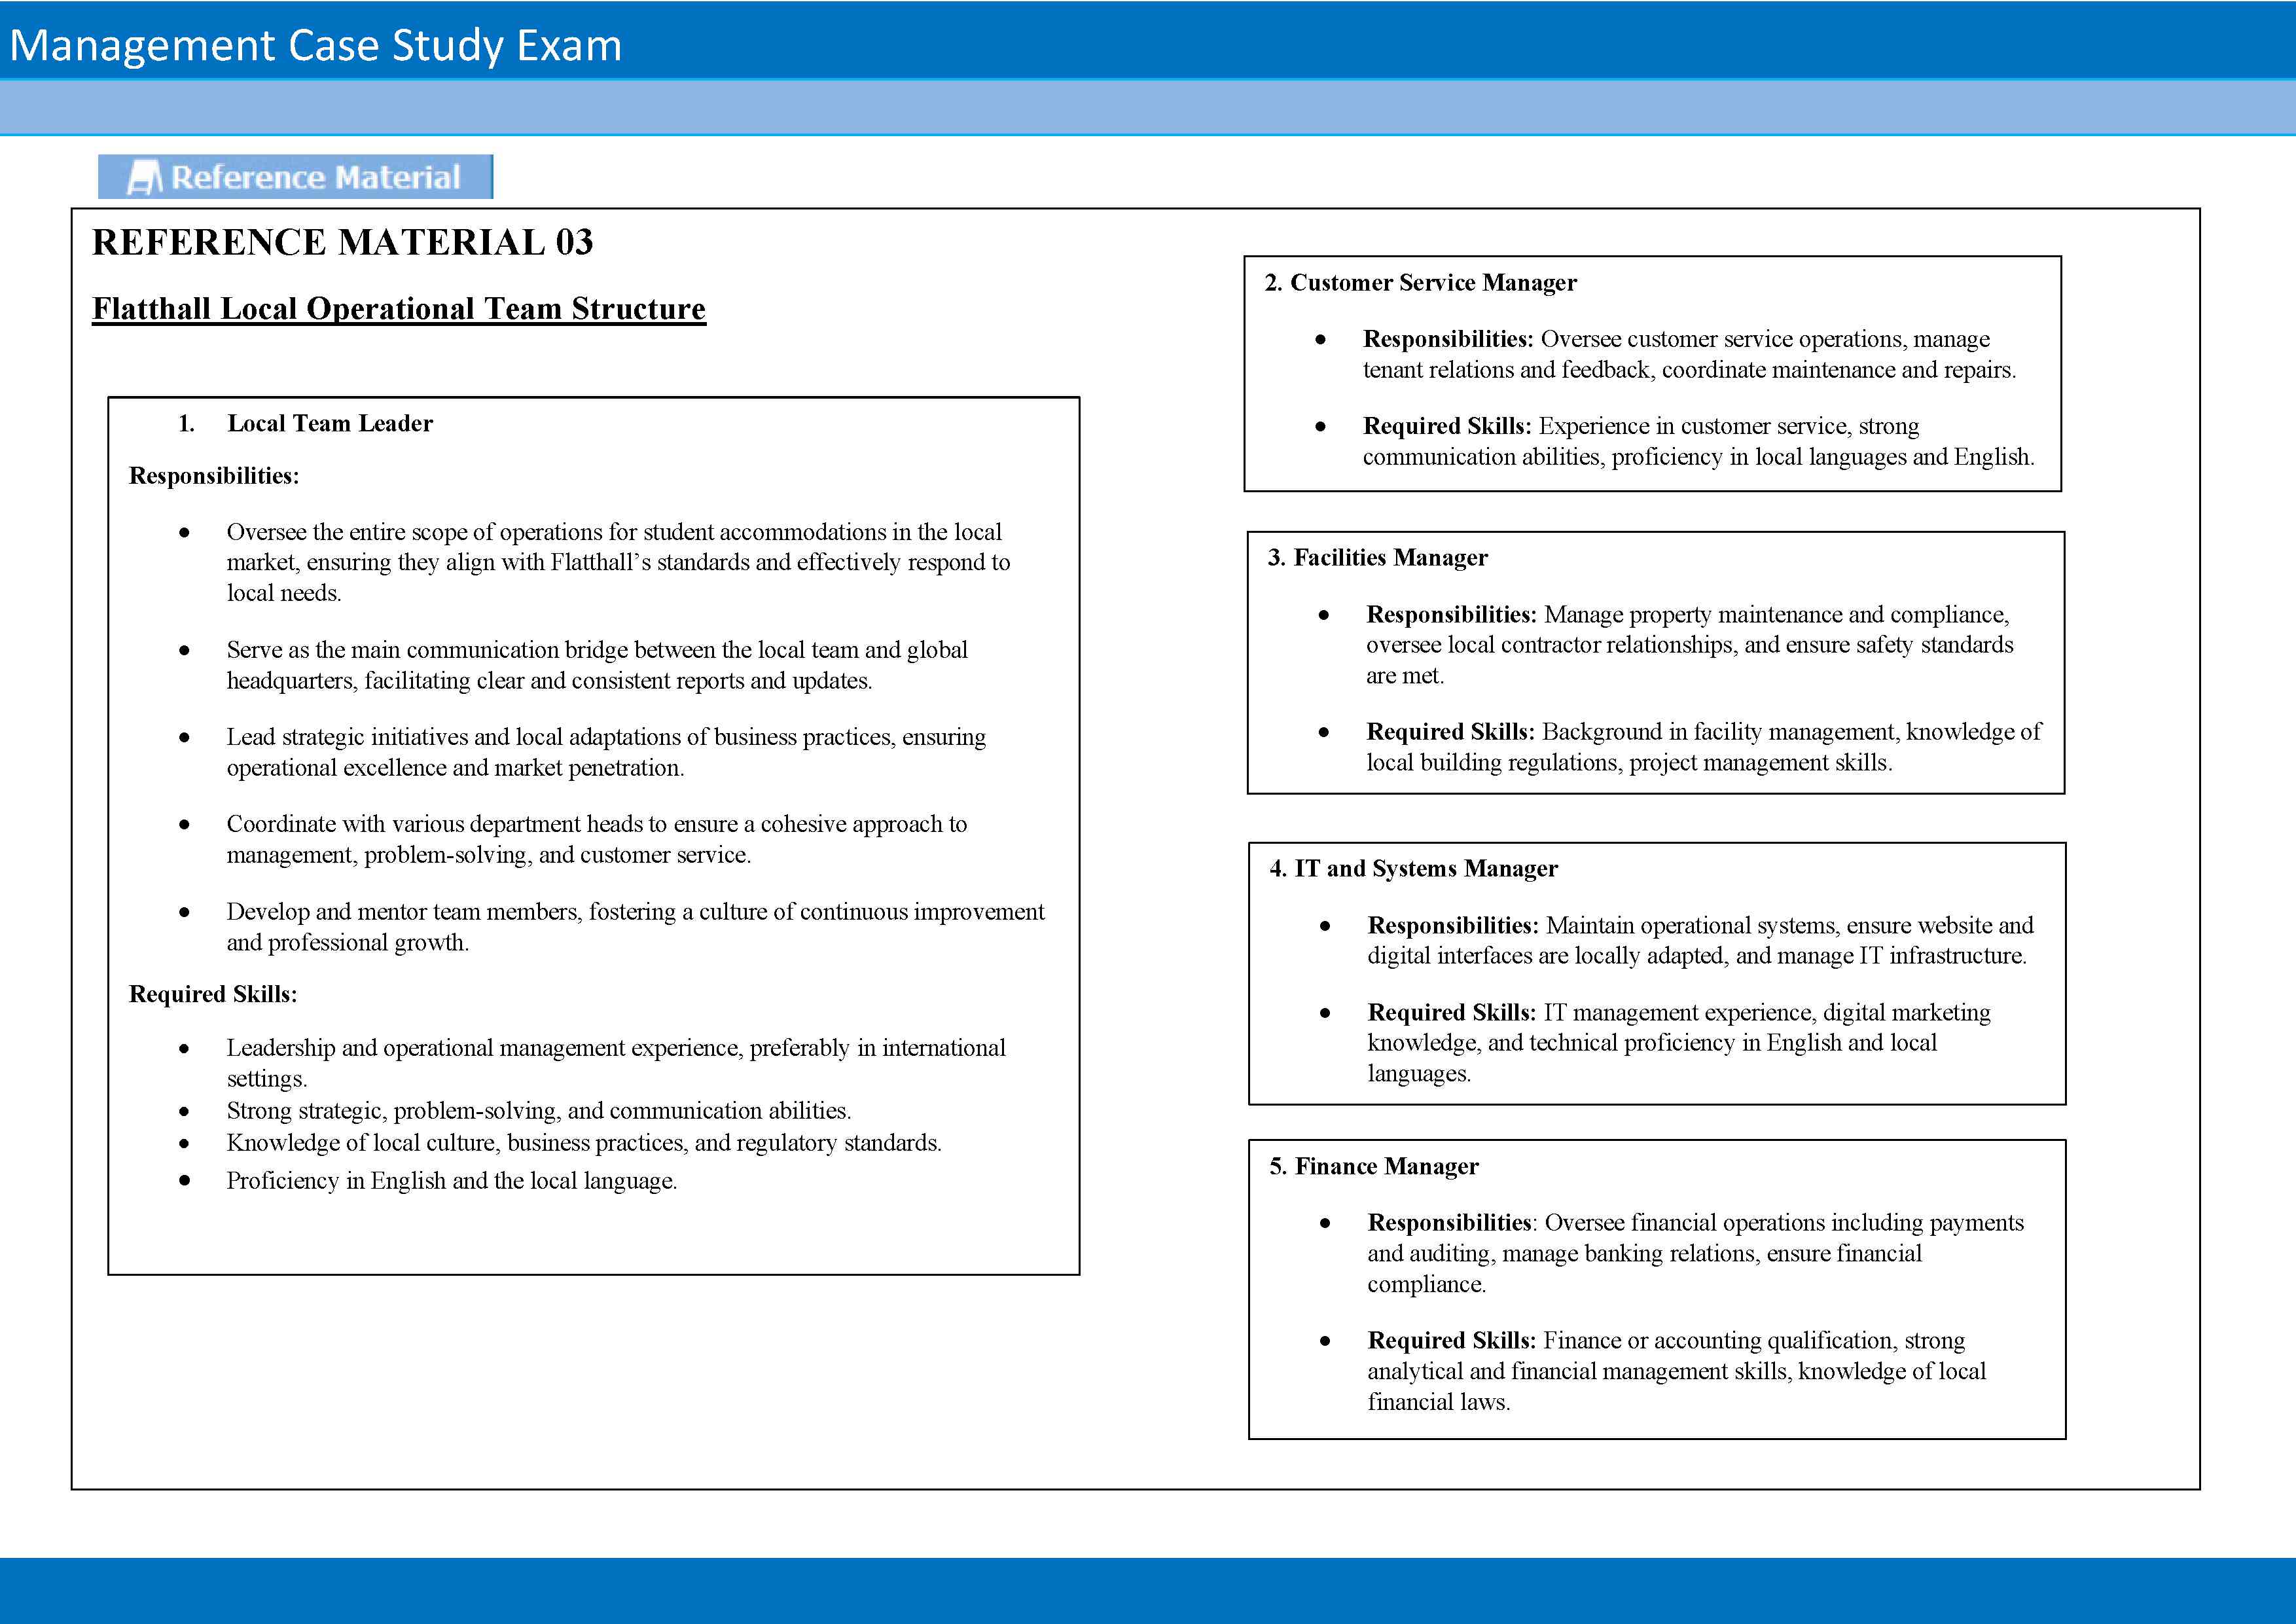 Management Case Study Exam
Reference Material
REFERENCE MATERIAL 03
Flatthall Local Operational Team Structure
1. Local Team Leader
Responsibilities:
● Oversee the entire scope of operations for student accommodations in the local
market, ensuring they align with Flatthall’s standards and effectively respond to
local needs.
● Serve as the main communication bridge between the local team and global
headquarters, facilitating clear and consistent reports and updates.
● Lead strategic initiatives and local adaptations of business practices, ensuring
operational excellence and market penetration.
● Coordinate with various department heads to ensure a cohesive approach to
management, problem-solving, and customer service.
● Develop and mentor team members, fostering a culture of continuous improvement
and professional growth.
Required Skills:
● Leadership and operational management experience, preferably in international
settings.
● Strong strategic, problem-solving, and communication abilities.
● Knowledge of local culture, business practices, and regulatory standards.
● Proficiency in English and the local language.
2. Customer Service Manager
● Responsibilities: Oversee customer service operations, manage
tenant relations and feedback, coordinate maintenance and repairs.
● Required Skills: Experience in customer service, strong
communication abilities, proficiency in local languages and English.
3. Facilities Manager
● Responsibilities: Manage property maintenance and compliance,
oversee local contractor relationships, and ensure safety standards
are met.
● Required Skills: Background in facility management, knowledge of
local building regulations, project management skills.
4. IT and Systems Manager
● Responsibilities: Maintain operational systems, ensure website and
digital interfaces are locally adapted, and manage IT infrastructure.
● Required Skills: IT management experience, digital marketing
knowledge, and technical proficiency in English and local
languages.
5. Finance Manager
● Responsibilities: Oversee financial operations including payments
and auditing, manage banking relations, ensure financial
compliance.
● Required Skills: Finance or accounting qualification, strong
analytical and financial management skills, knowledge of local
financial laws.